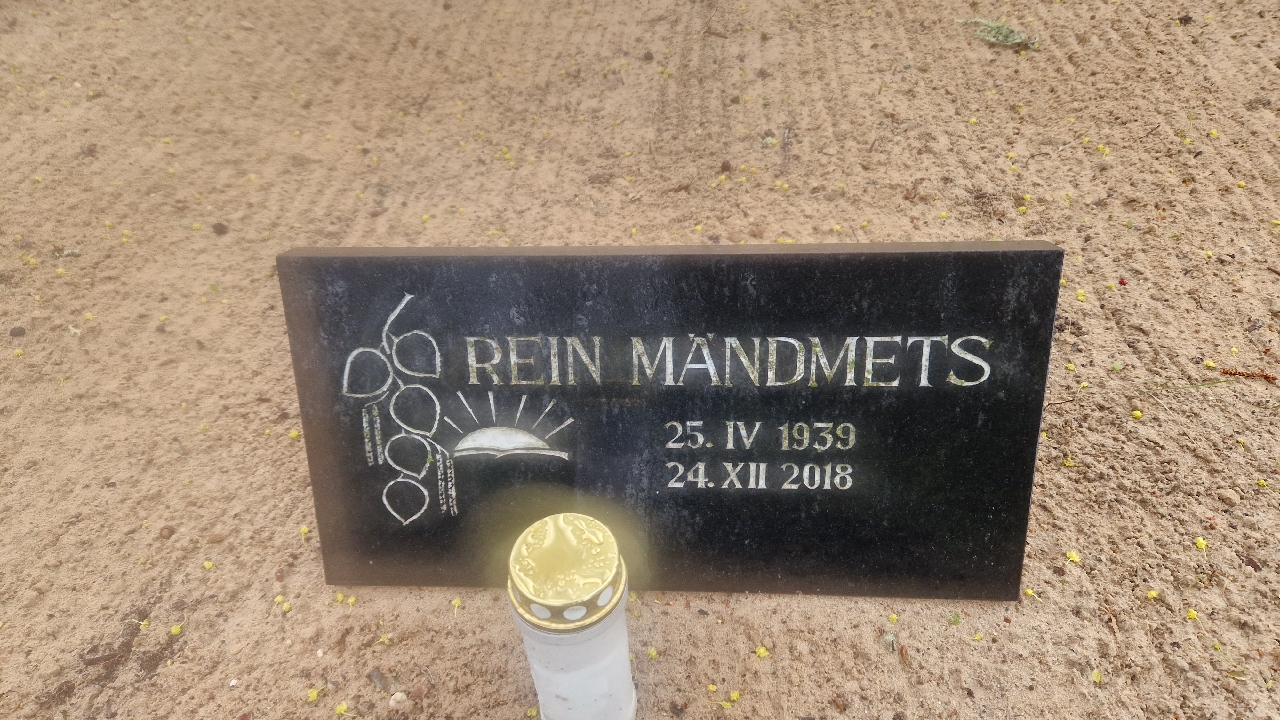 REIN MÄNDMETS
25. IV 1939
24. XII 2018